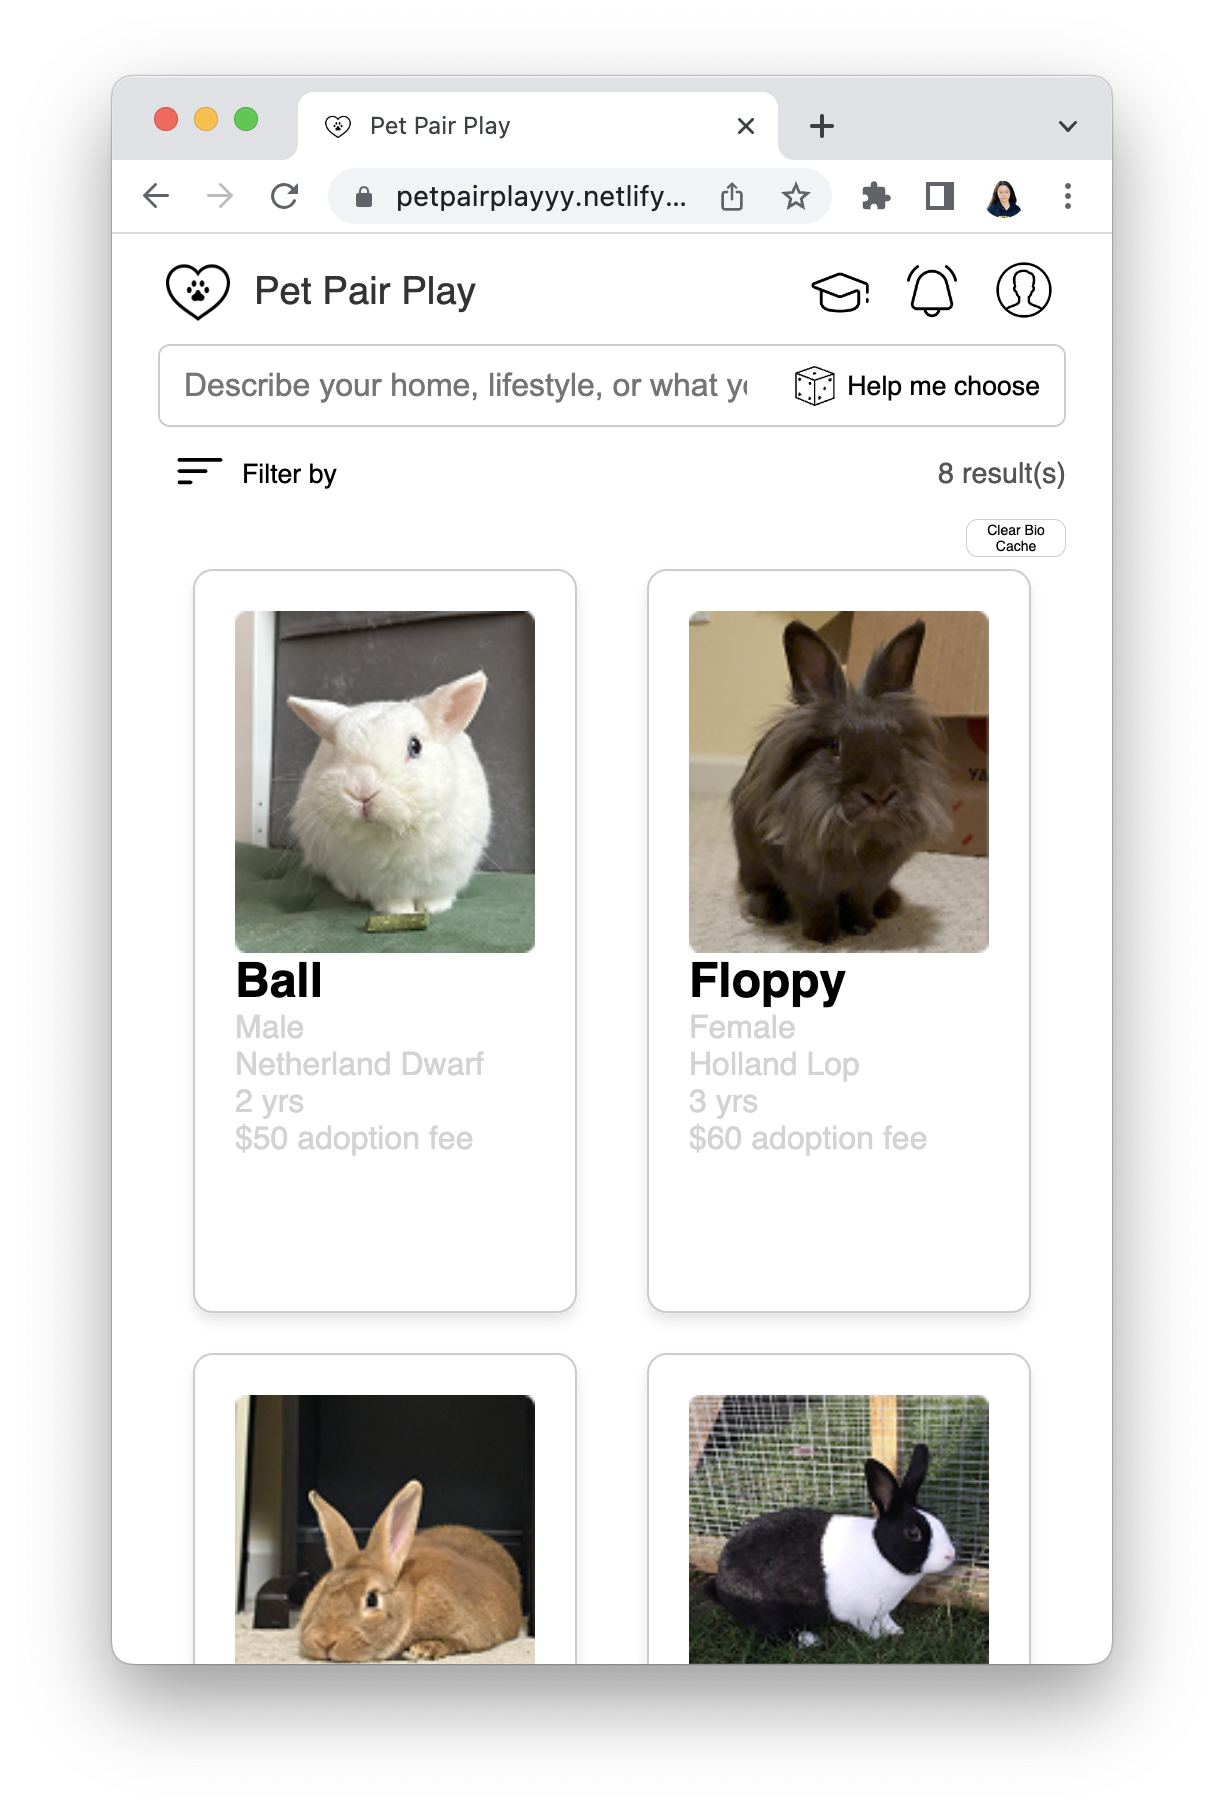 Pet Pair Play
petpairplayyy.netlify...
Pet Pair Play
Describe your home, lifestyle, or what yo
Help me choose
Filter by
8 result(s)
Clear Bio
Cache
Ball
Male
Netherland Dwarf
2 yrs
$50 adoption fee
Floppy
Female
Holland Lop
3 yrs
$60 adoption fee